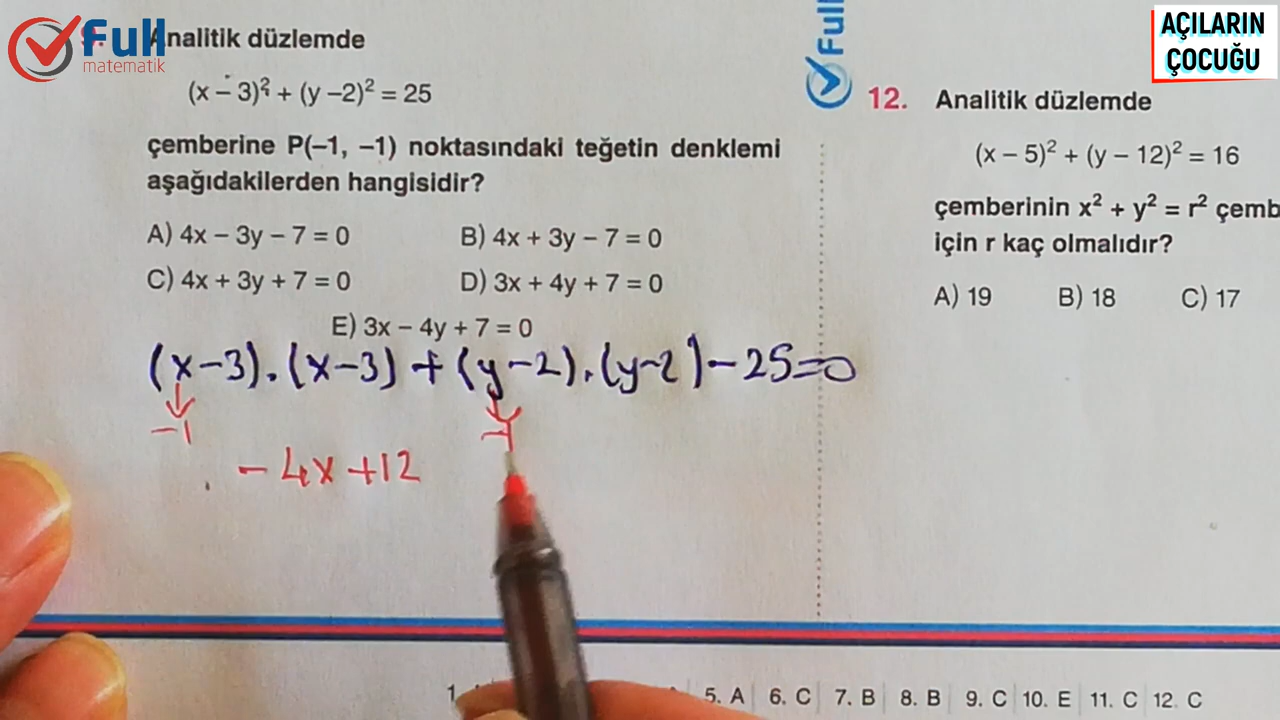 Full
matematik
Analitik düzlemde
(x – 3)² + (y –2)² = 25
çemberine P(–1, –1) noktasındaki teğetin denklemi
aşağıdakilerden hangisidir?
A) 4x – 3y – 7 = 0
B) 4x + 3y – 7 = 0
C) 4x + 3y + 7 = 0
D) 3x + 4y + 7 = 0
E) 3x – 4y + 7 = 0
(x-3).(x-3)+(y-2).(y-2)-25=0
-1 -1
-4x+12
Full
AÇILARIN
ÇOCUĞU
12. Analitik düzlemde
(x – 5)² + (y – 12)² = 16
çemberinin x² + y² = r² çemb
için r kaç olmalıdır?
A) 19 B) 18 C) 17
1. 5. A 6. C 7. B 8. B 9. C 10. E 11. C 12. C